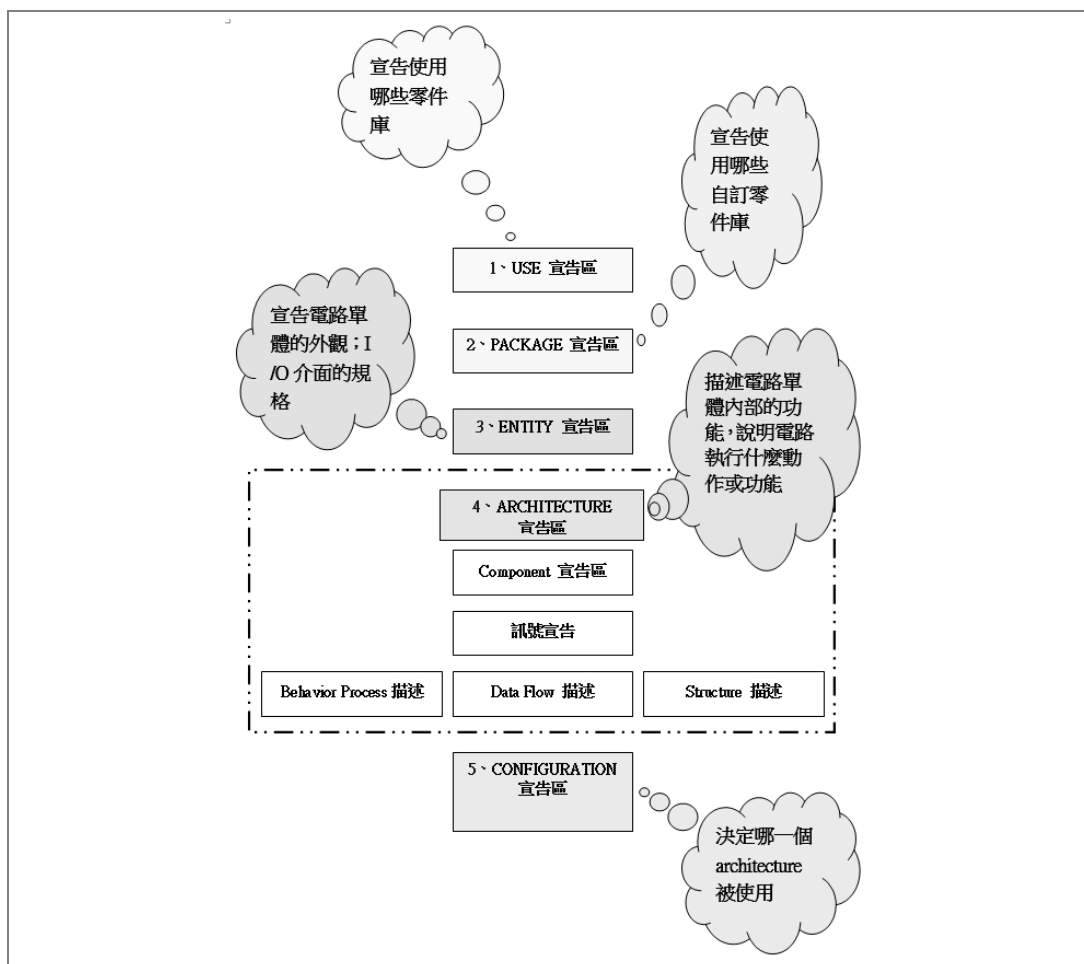 宣告使用
哪些零件
庫
宣告使
用哪些
自訂零
件庫
1、USE 宣告區
宣告電路單
體的外觀；I
/O 介面的規
格
2、PACKAGE 宣告區
描述電路單
體內部的功
能，說明電路
執行什麼動
作或功能
3、ENTITY 宣告區
4、ARCHITECTURE
宣告區
Component 宣告區
訊號宣告
Behavior Process 描述
Data Flow 描述
Structure 描述
5、CONFIGURATION
宣告區
決定哪一個
architecture
被使用